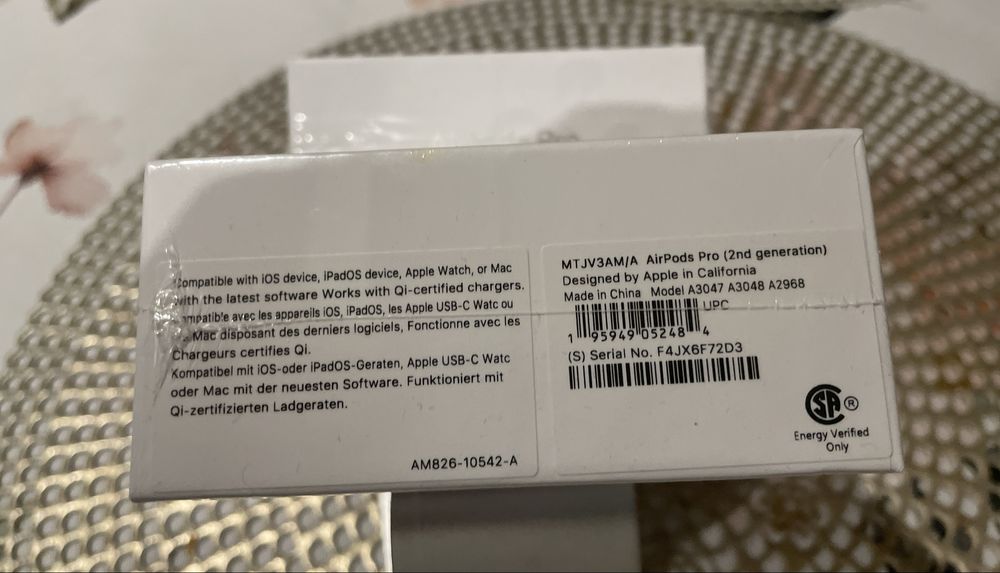 Compatible with iOS device, iPadOS device, Apple Watch, or Mac
with the latest software Works with Qi-certified chargers.
compatible avec les appareils iOS, iPadOS, les Apple USB-C Watc ou
Mac disposant des derniers logiciels, Fonctionne avec les
Chargeurs certifies Qi.
Kompatibel mit iOS-oder iPadOS-Geraten, Apple USB-C Watc
oder Mac mit der neuesten Software. Funktioniert mit
Qi-zertifizierten Ladgeraten.
AM826-10542-A
MTJV3AM/A AirPods Pro (2nd generation)
Designed by Apple in California
Made in China Model A3047 A3048 A2968
UPC
1 95949 05248 4
(S) Serial No. F4JX6F72D3
SA ®
Energy Verified
Only